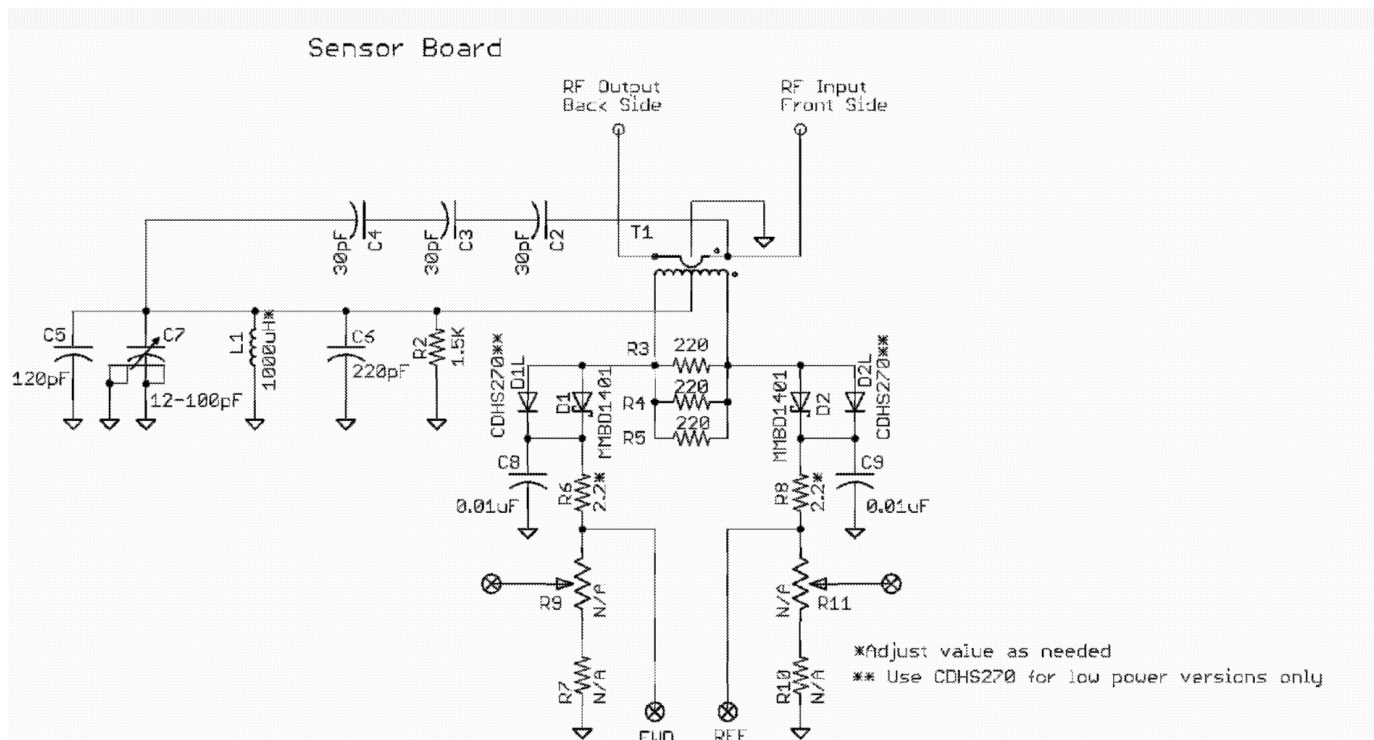 Sensor Board
RF Output
Back Side
RF Input
Front Side
30pF
C4
30pF
C3
30pF
C2
T1
C5
120pF
C7
12-100pF
L1
1000uH*
C6
220pF
R2
1.5K
R3
220
R4
220
R5
220
CDHS270**
D1L
D1
MMBD1401
MMBD1401
D2
D2L
CDHS270**
C8
0.01uF
R6
2.2*
R8
2.2*
C9
0.01uF
R9
N/A
R11
N/A
R7
N/A
R10
N/A
FWD
REF
*Adjust value as needed
** Use CDHS270 for low power versions only